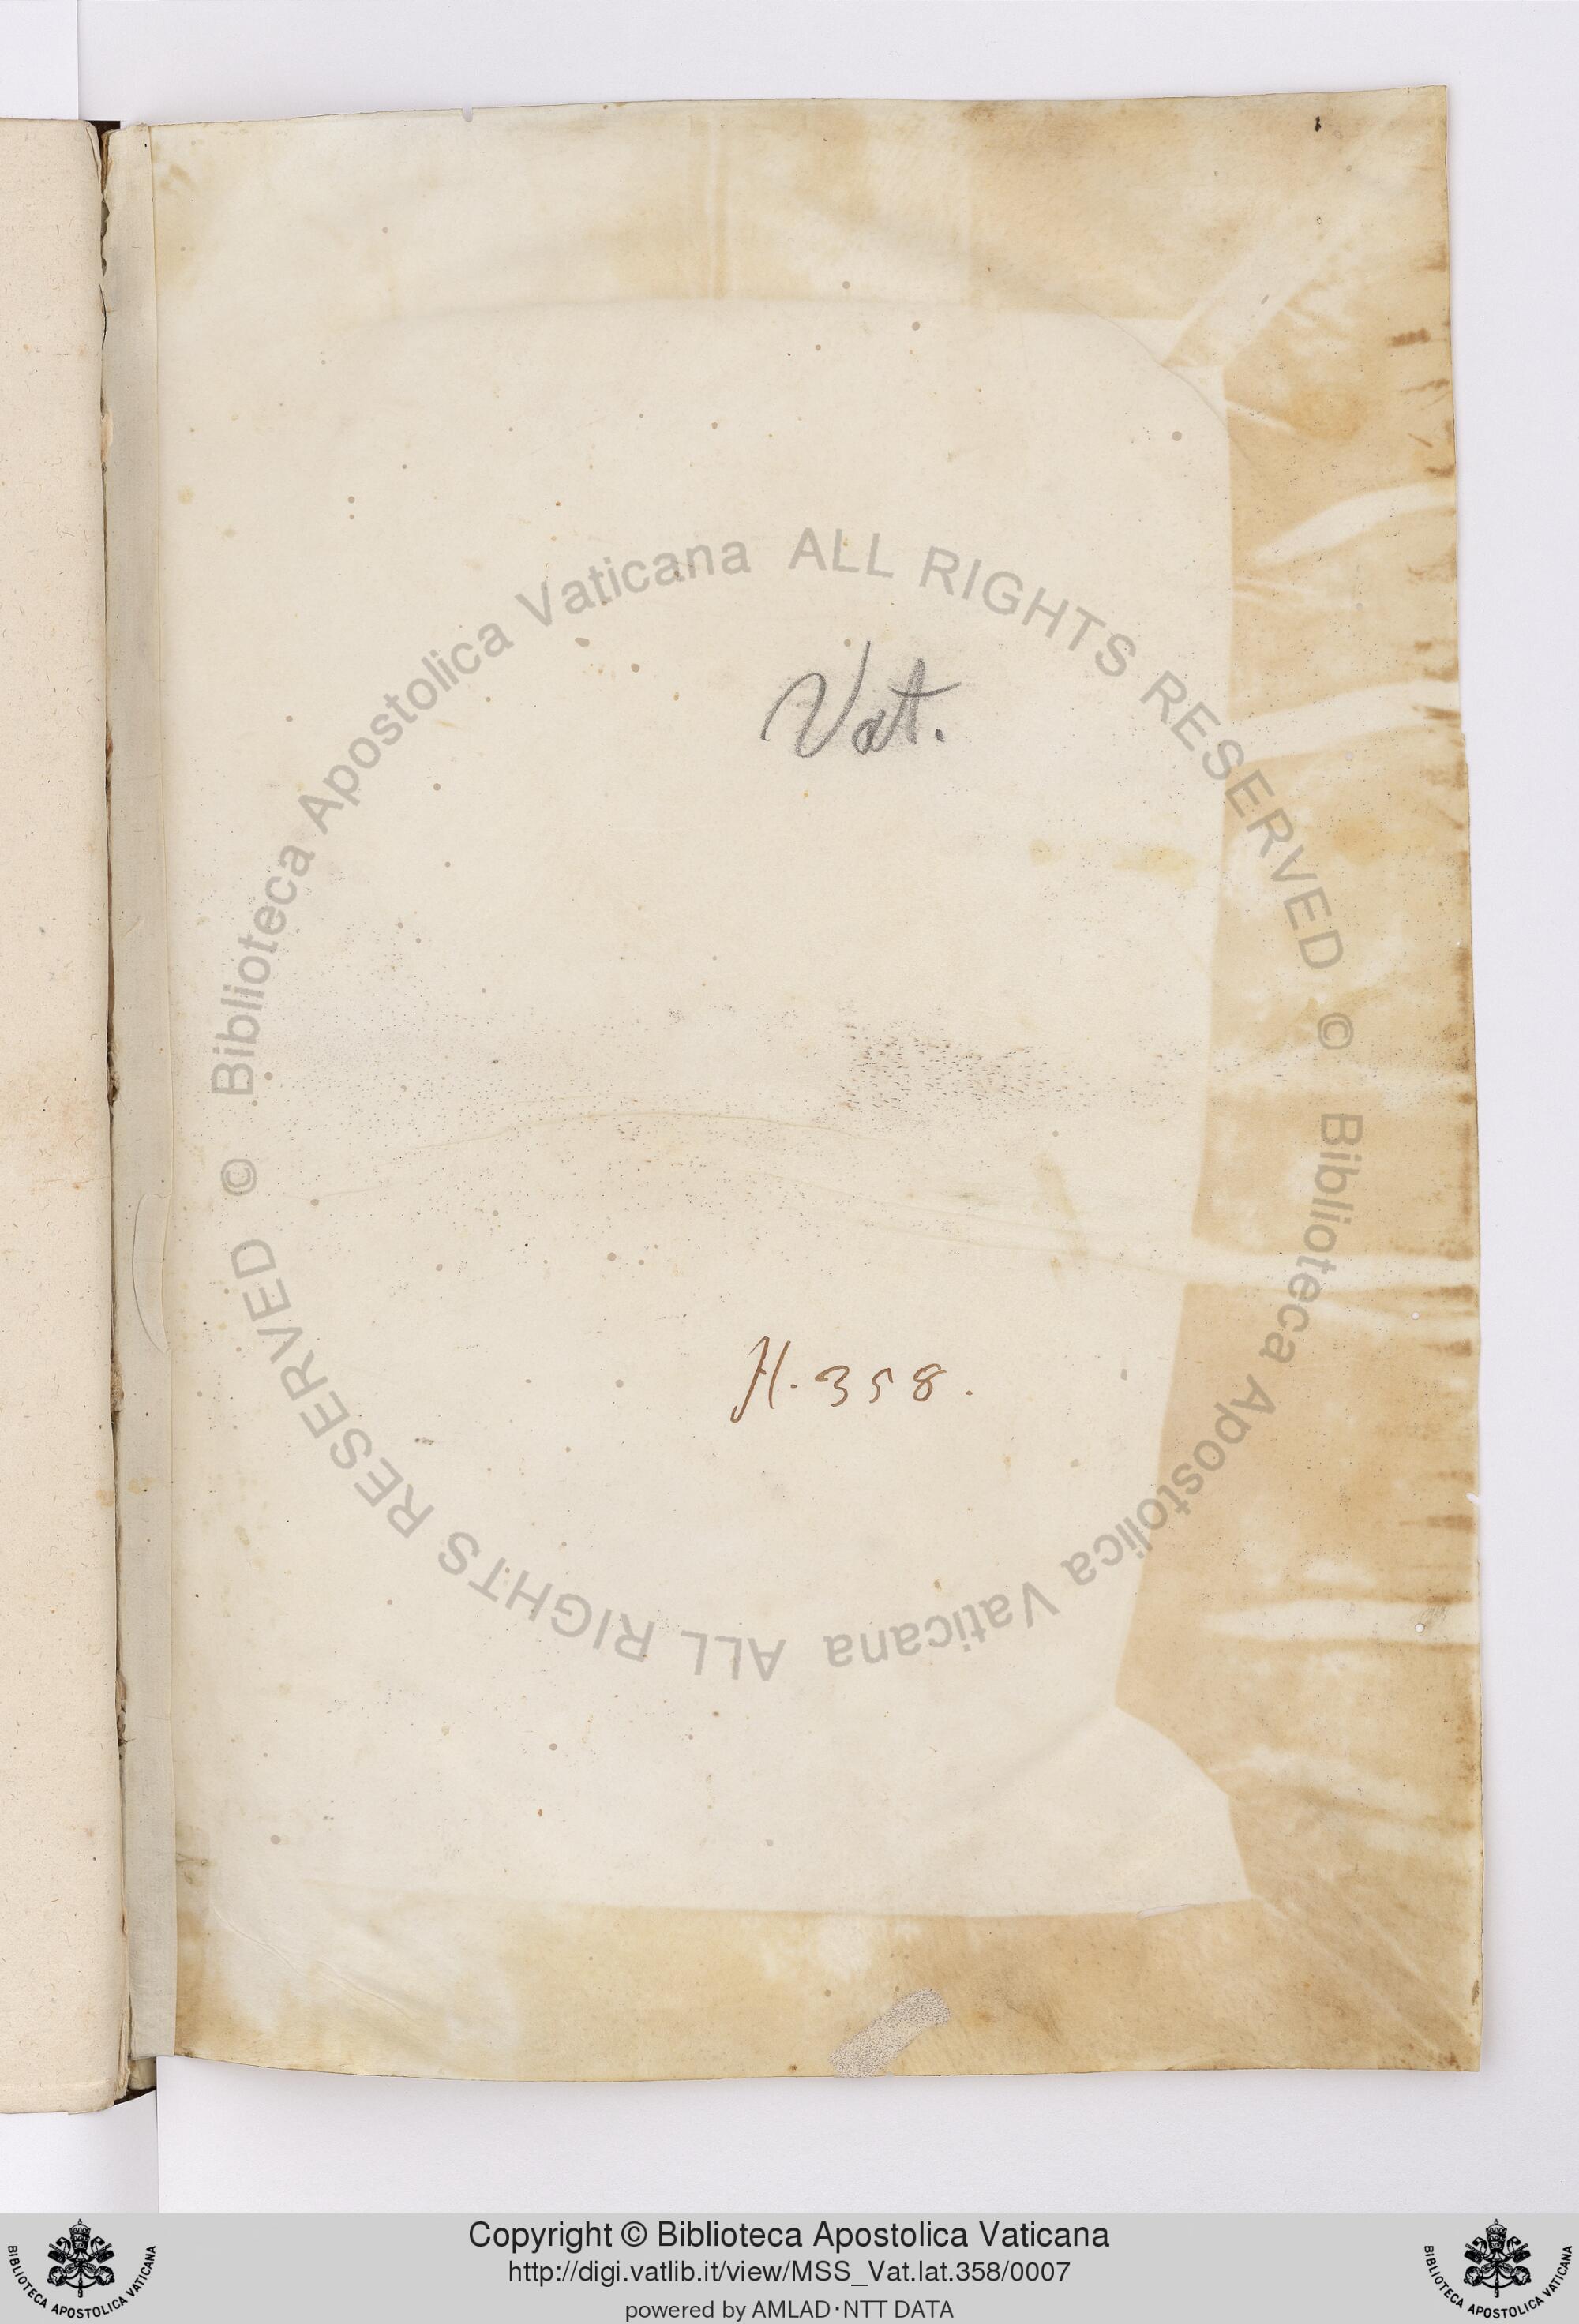 Vat.
H. 358.
© Biblioteca Apostolica Vaticana ALL RIGHTS RESERVED © Biblioteca Apostolica Vaticana ALL RIGHTS RESERVED
Copyright © Biblioteca Apostolica Vaticana
http://digi.vatlib.it/view/MSS_Vat.lat.358/0007
powered by AMLAD·NTT DATA
BIBLIOTECA APOSTOLICA VATICANA
BIBLIOTECA APOSTOLICA VATICANA